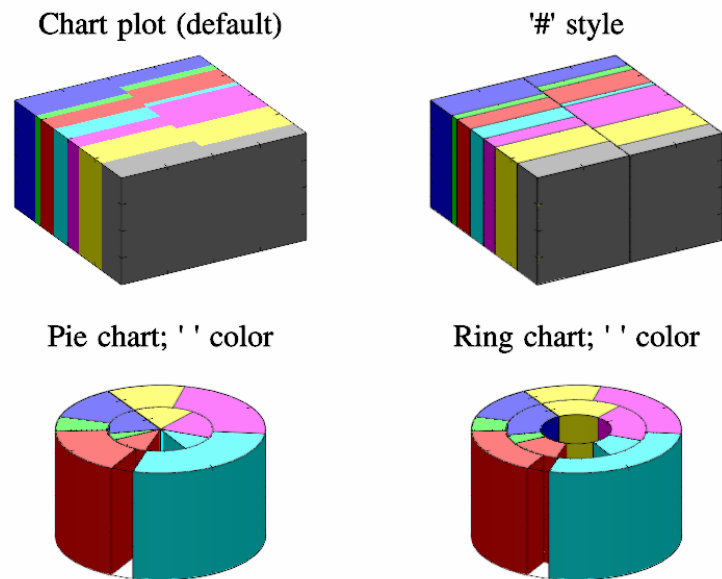 Chart plot (default)
'#' style
Pie chart; ' ' color
Ring chart; ' ' color